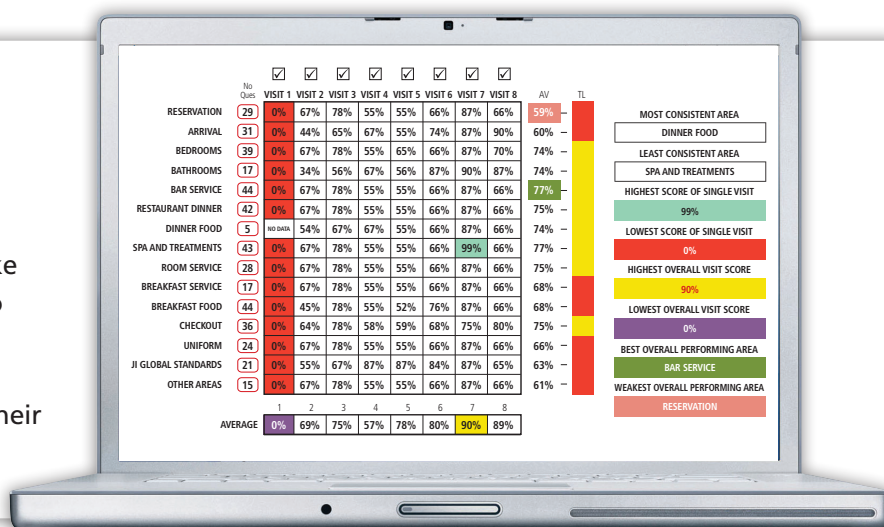 No
Ques VISIT 1 VISIT 2 VISIT 3 VISIT 4 VISIT 5 VISIT 6 VISIT 7 VISIT 8 AV TL
RESERVATION 29 0% 67% 78% 55% 55% 66% 87% 66% 59% –
ARRIVAL 31 0% 44% 65% 67% 55% 74% 87% 90% 60% –
BEDROOMS 39 0% 67% 78% 55% 65% 66% 87% 70% 74% –
BATHROOMS 17 0% 34% 56% 67% 56% 87% 90% 87% 74% –
BAR SERVICE 44 0% 67% 78% 55% 55% 66% 87% 66% 77% –
RESTAURANT DINNER 42 0% 67% 78% 55% 55% 66% 87% 66% 75% –
DINNER FOOD 5 NO DATA 54% 67% 67% 55% 66% 87% 66% 74% –
SPA AND TREATMENTS 43 0% 67% 78% 55% 55% 66% 99% 66% 77% –
ROOM SERVICE 28 0% 67% 78% 55% 55% 66% 87% 66% 75% –
BREAKFAST SERVICE 17 0% 67% 78% 55% 55% 66% 87% 66% 68% –
BREAKFAST FOOD 44 0% 45% 78% 55% 52% 76% 87% 66% 68% –
CHECKOUT 36 0% 64% 78% 58% 59% 68% 75% 80% 75% –
UNIFORM 24 0% 67% 78% 55% 55% 66% 87% 66% 66% –
JI GLOBAL STANDARDS 21 0% 55% 67% 87% 87% 84% 87% 65% 63% –
OTHER AREAS 15 0% 67% 78% 55% 55% 66% 87% 66% 61% –
1 2 3 4 5 6 7 8
AVERAGE 0% 69% 75% 57% 78% 80% 90% 89%
MOST CONSISTENT AREA
DINNER FOOD
LEAST CONSISTENT AREA
SPA AND TREATMENTS
HIGHEST SCORE OF SINGLE VISIT
99%
LOWEST SCORE OF SINGLE VISIT
0%
HIGHEST OVERALL VISIT SCORE
90%
LOWEST OVERALL VISIT SCORE
0%
BEST OVERALL PERFORMING AREA
BAR SERVICE
WEAKEST OVERALL PERFORMING AREA
RESERVATION
heir